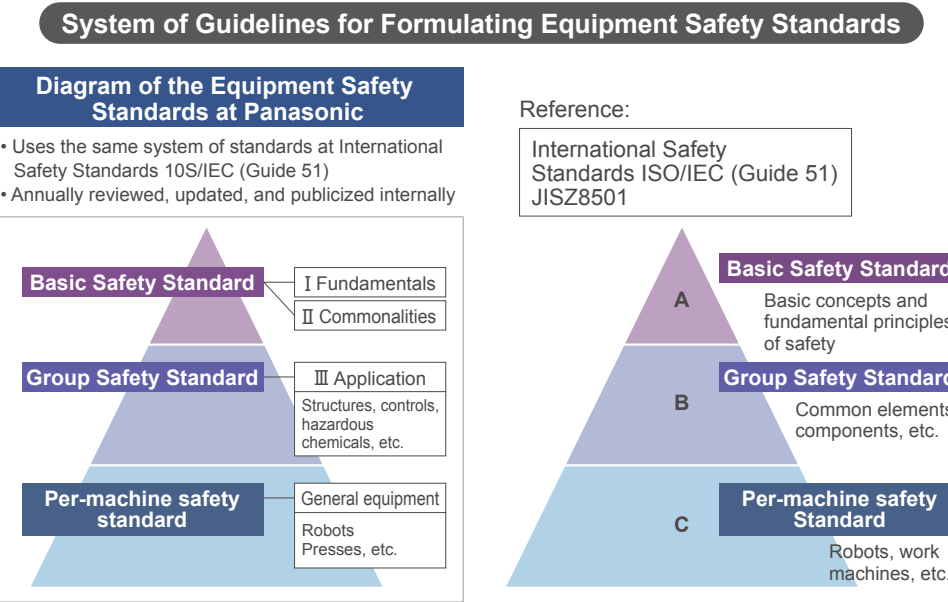 System of Guidelines for Formulating Equipment Safety Standards
Diagram of the Equipment Safety
Standards at Panasonic
• Uses the same system of standards at International
Safety Standards 10S/IEC (Guide 51)
• Annually reviewed, updated, and publicized internally
Basic Safety Standard
Ⅰ Fundamentals
Ⅱ Commonalities
Group Safety Standard
Ⅲ Application
Structures, controls,
hazardous
chemicals, etc.
Per-machine safety
standard
General equipment
Robots
Presses, etc.
Reference:
International Safety
Standards ISO/IEC (Guide 51)
JISZ8501
A
Basic Safety Standard
Basic concepts and
fundamental principles
of safety
B
Group Safety Standard
Common elements
components, etc.
C
Per-machine safety
Standard
Robots, work
machines, etc.